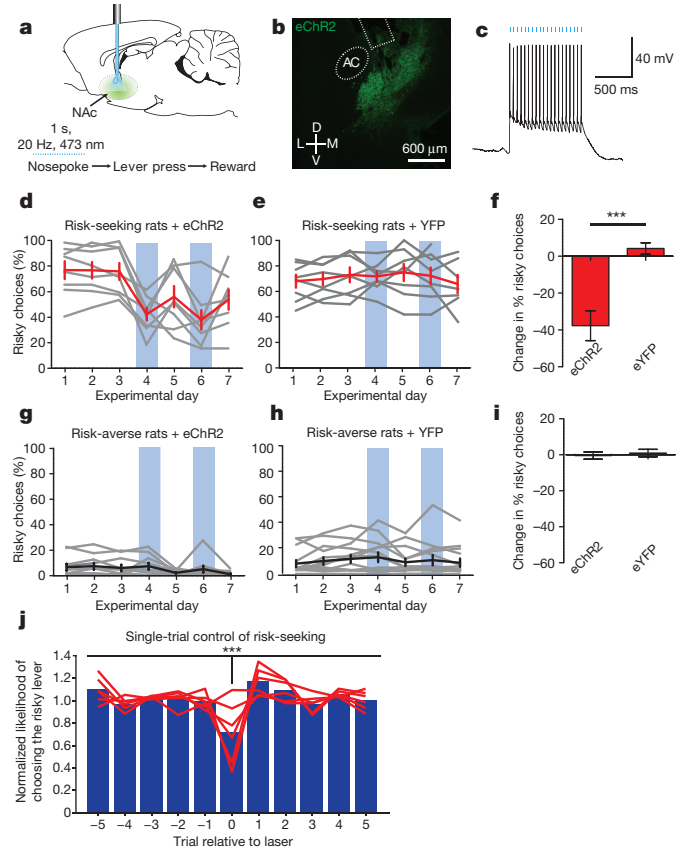 a
NAc
1 s,
20 Hz, 473 nm
Nosepoke Lever press Reward
b
eChR2
AC
D
L M
V
600 μm
c
40 mV
500 ms
d
Risk-seeking rats + eChR2
Risky choices (%)
100
80
60
40
20
0
1 2 3 4 5 6 7
Experimental day
e
Risk-seeking rats + YFP
100
80
60
40
20
0
1 2 3 4 5 6 7
Experimental day
f
Change in % risky choices
20
0
−20
−40
−60
***
eChR2
eYFP
g
Risk-averse rats + eChR2
Risky choices (%)
100
80
60
40
20
0
1 2 3 4 5 6 7
Experimental day
h
Risk-averse rats + YFP
100
80
60
40
20
0
1 2 3 4 5 6 7
Experimental day
i
Change in % risky choices
20
0
−20
−40
−60
eChR2
eYFP
j
Single-trial control of risk-seeking
***
Normalized likelihood of
choosing the risky lever
1.4
1.2
1.0
0.8
0.6
0.4
0.2
0
−5 −4 −3 −2 −1 0 1 2 3 4 5
Trial relative to laser